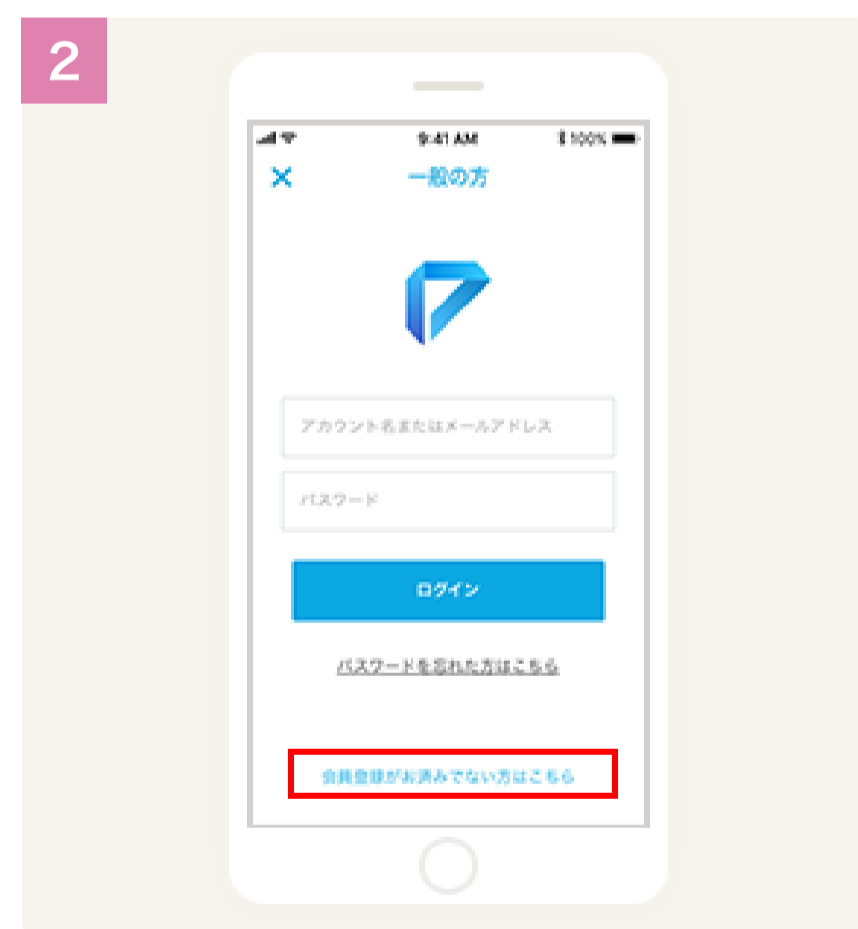 2
9:41 AM
100%
×
一般の方
アカウント名またはメールアドレス
パスワード
ログイン
パスワードを忘れた方はこちら
会員登録がお済みでない方はこちら